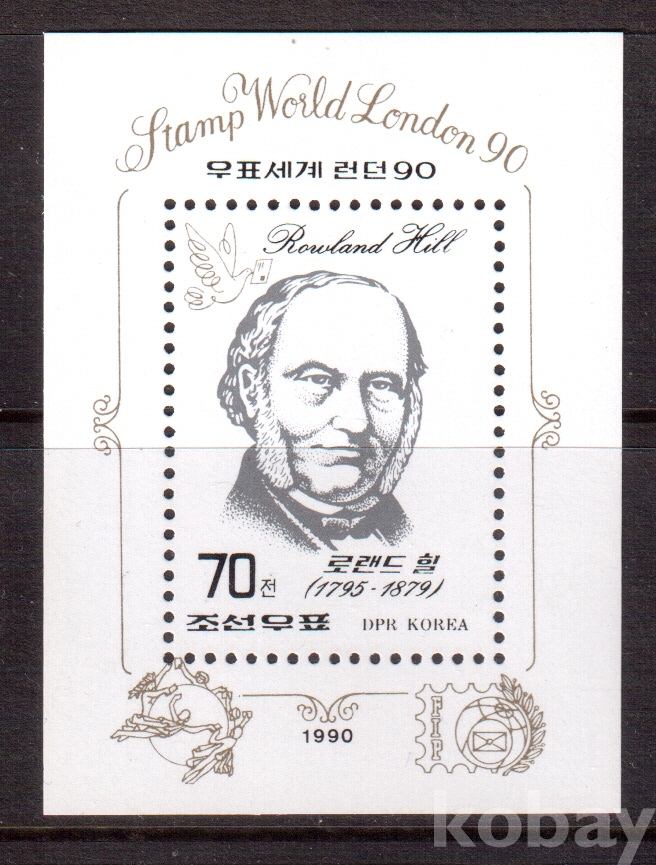 Stamp World London 90
우표세계 런던90
Rowland Hill
70전
로랜드 힐
(1795-1879)
조선우표 DPR KOREA
FIP
1990
kobay